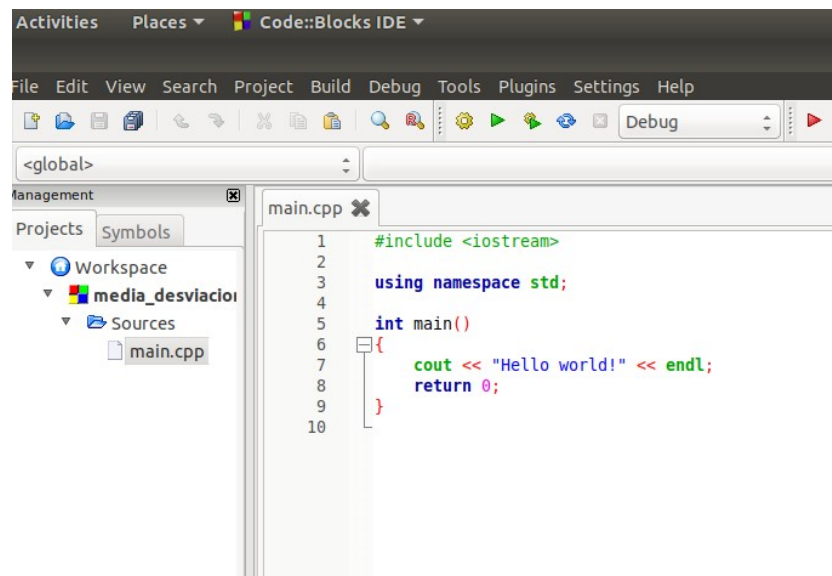 Activities Places Code::Blocks IDE
File Edit View Search Project Build Debug Tools Plugins Settings Help
Debug
<global>
Management
Projects Symbols
main.cpp
Workspace
media_desviacion
Sources
main.cpp
1 #include <iostream>
2
3 using namespace std;
4
5 int main()
6 {
7 cout << "Hello world!" << endl;
8 return 0;
9 }
10